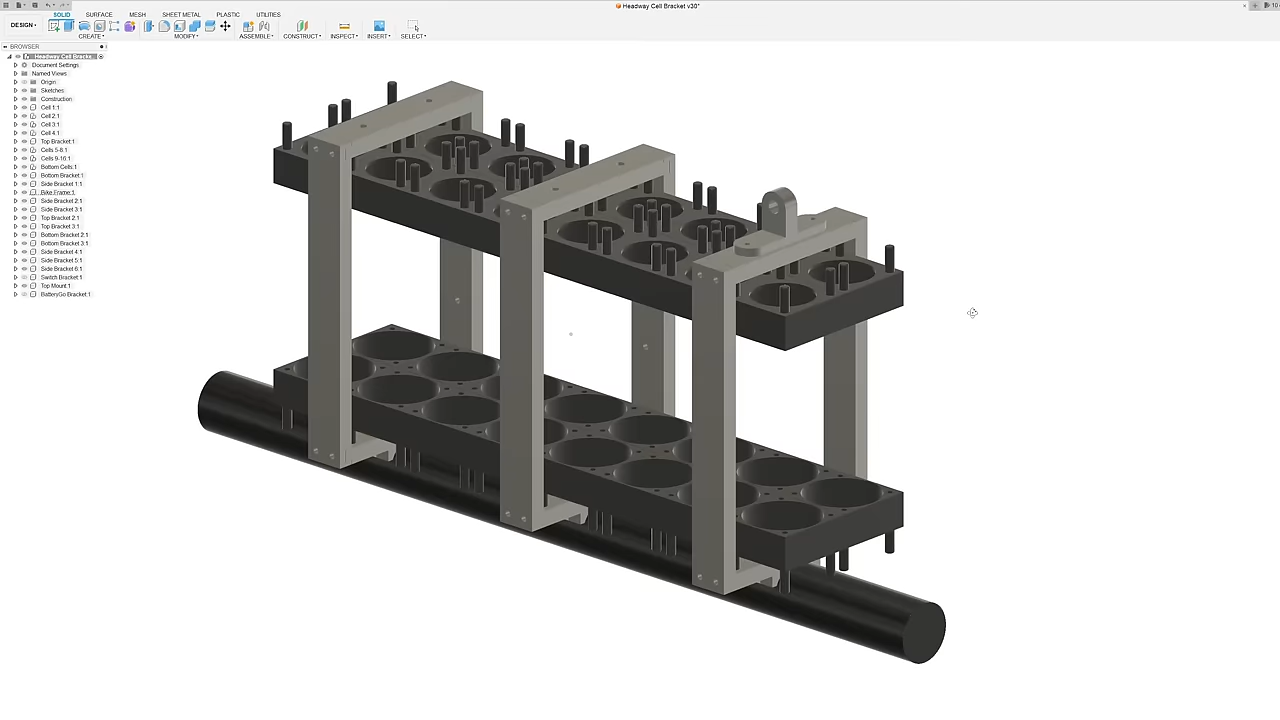 Headway Cell Bracket v30*
10
SOLID SURFACE MESH SHEET METAL PLASTIC UTILITIES
DESIGN
CREATE MODIFY ASSEMBLE CONSTRUCT INSPECT INSERT SELECT
BROWSER
Headway Cell Bracke...
Document Settings
Named Views
Origin
Sketches
Construction
Cell 1:1
Cell 2:1
Cell 3:1
Cell 4:1
Top Bracket:1
Cells 5-8:1
Cells 9-16:1
Bottom Cells:1
Bottom Bracket:1
Side Bracket 1:1
Bike Frame:1
Side Bracket 2:1
Side Bracket 3:1
Top Bracket 2:1
Top Bracket 3:1
Bottom Bracket 2:1
Bottom Bracket 3:1
Side Bracket 4:1
Side Bracket 5:1
Side Bracket 6:1
Switch Bracket:1
Top Mount:1
BatteryGo Bracket:1